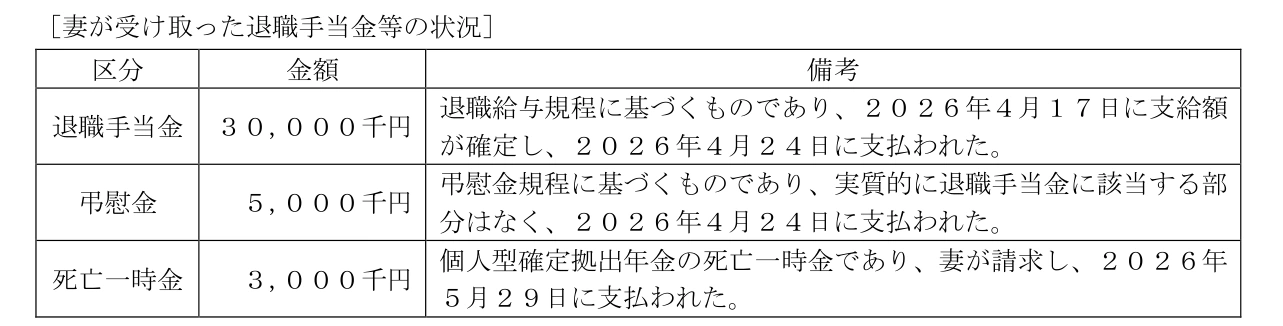 ［妻が受け取った退職手当金等の状況］
区分 金額 備考
退職手当金 ３０,０００千円 退職給与規程に基づくものであり、２０２６年４月１７日に支給額
が確定し、２０２６年４月２４日に支払われた。
弔慰金 ５,０００千円 弔慰金規程に基づくものであり、実質的に退職手当金に該当する部
分はなく、２０２６年４月２４日に支払われた。
死亡一時金 ３,０００千円 個人型確定拠出年金の死亡一時金であり、妻が請求し、２０２６年
５月２９日に支払われた。